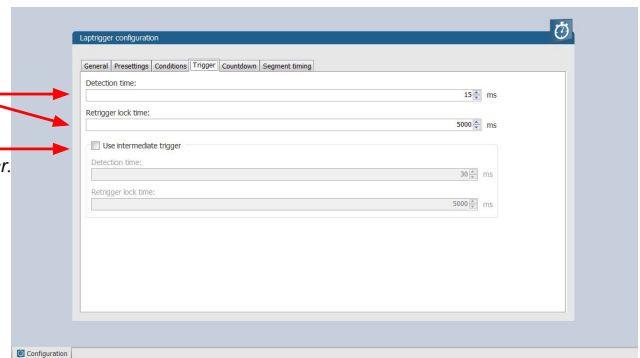 Laptrigger configuration
General Presettings Conditions Trigger Countdown Segment timing
Detection time:
15 ms
Retrigger lock time:
5000 ms
Use intermediate trigger
er.
Detection time:
30 ms
Retrigger lock time:
5000 ms
Configuration